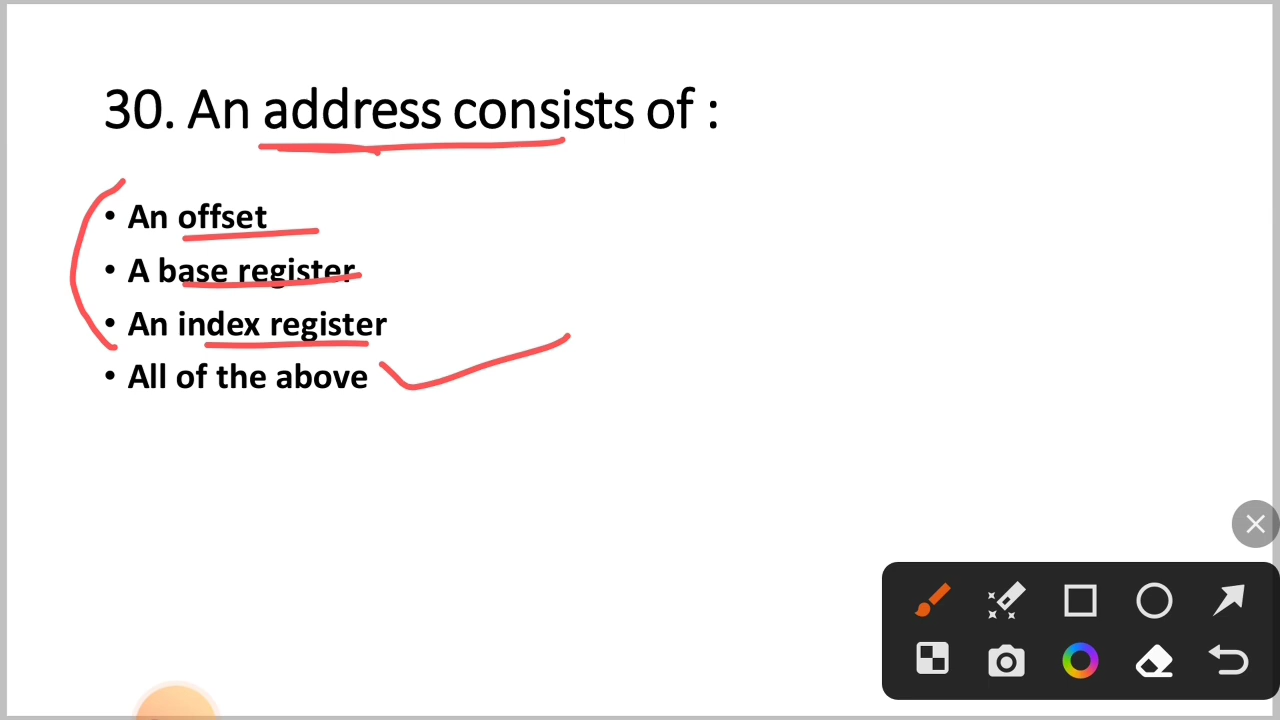 30. An address consists of :
• An offset
• A base register
• An index register
• All of the above